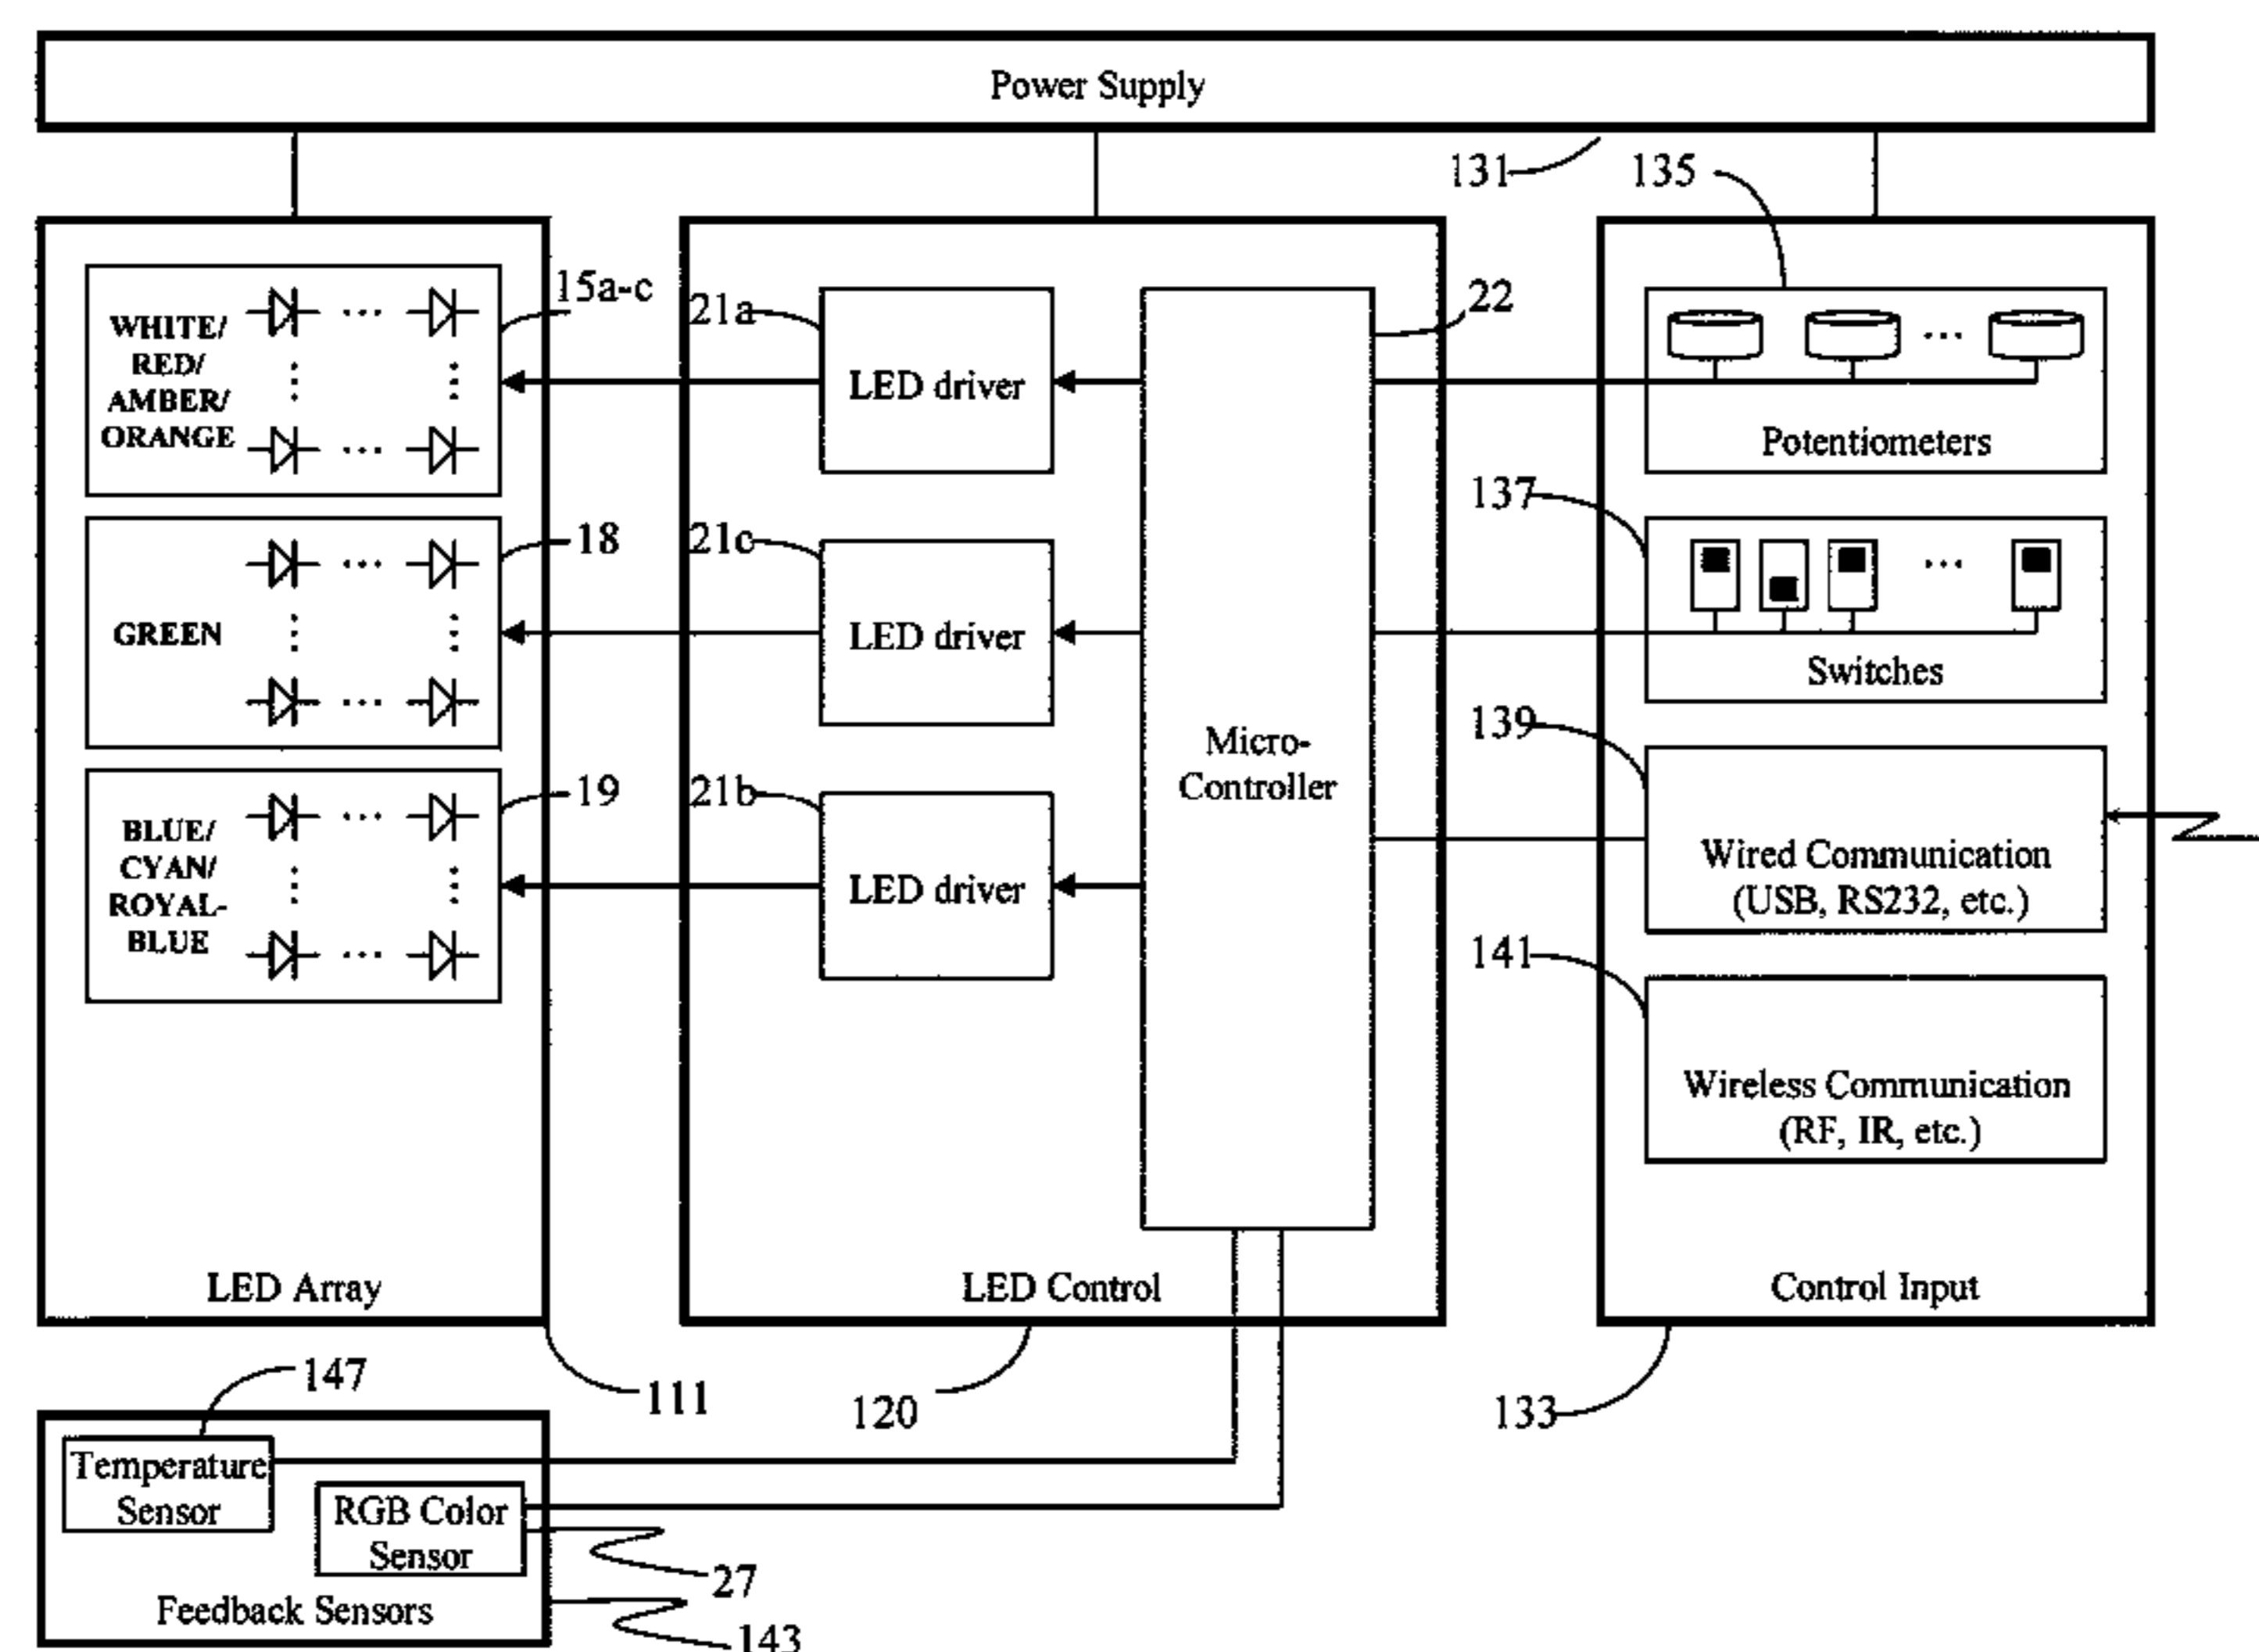 Power Supply
131
135
WHITE/
RED/
AMBER/
ORANGE
15a-c
21a
LED driver
22
Potentiometers
GREEN
18
21c
LED driver
137
Switches
BLUE/
CYAN/
ROYAL-
BLUE
19
21b
LED driver
Micro-
Controller
139
Wired Communication
(USB, RS232, etc.)
141
Wireless Communication
(RF, IR, etc.)
LED Array
LED Control
Control Input
111
120
133
147
Temperature
Sensor
RGB Color
Sensor
27
Feedback Sensors
143